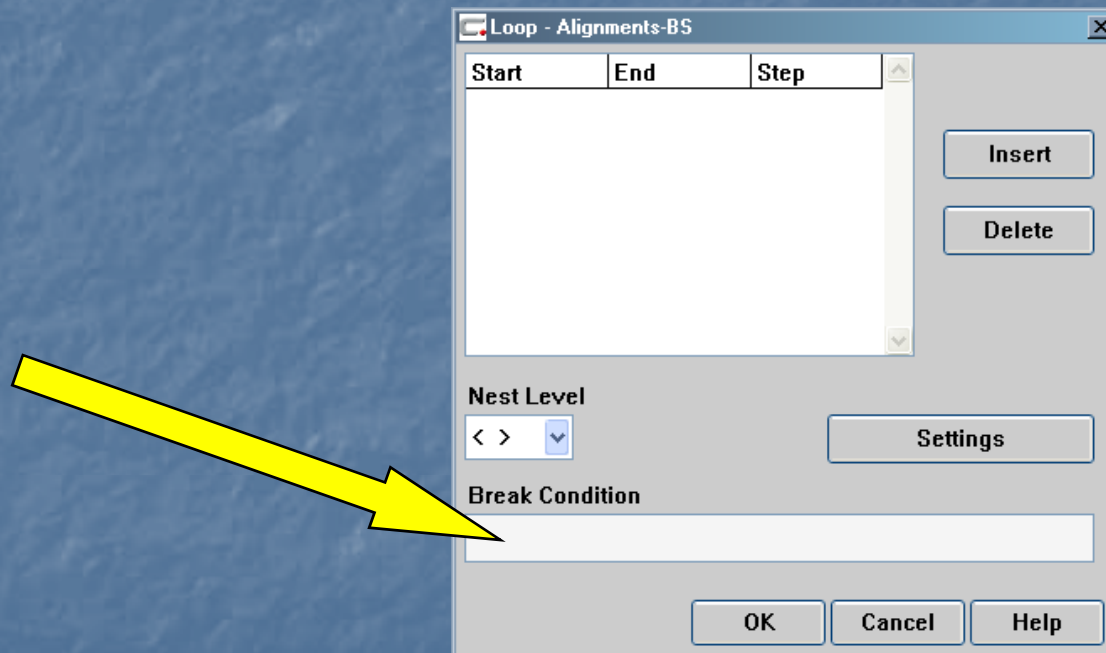 Loop - Alignments-BS
Start End Step
Insert
Delete
Nest Level
< >
Settings
Break Condition
OK Cancel Help